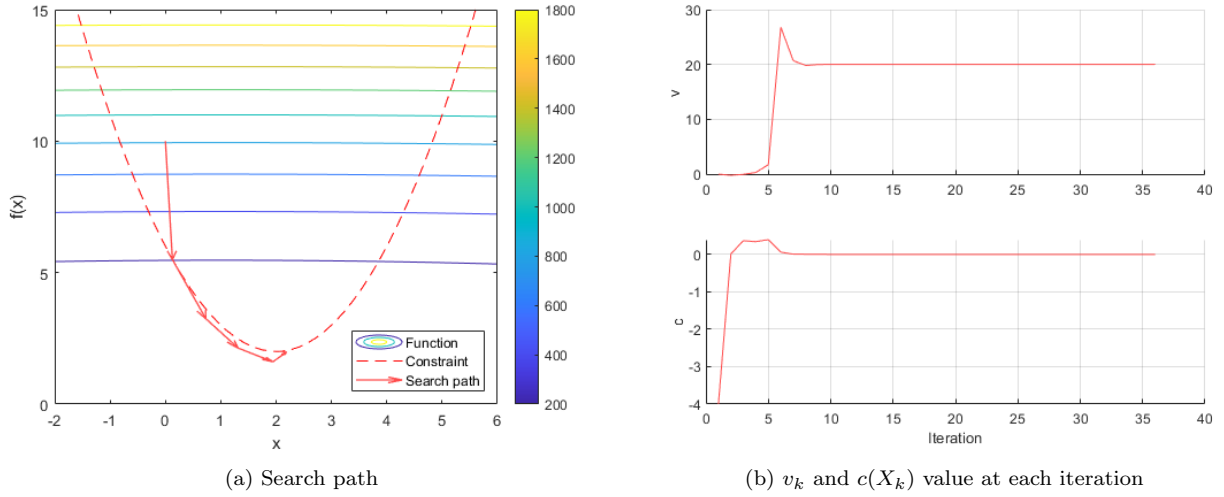 15
10
5
0
f(x)
-2 -1 0 1 2 3 4 5 6
x
Function
Constraint
Search path
1800
1600
1400
1200
1000
800
600
400
200
30
20
10
0
v
0 5 10 15 20 25 30 35 40
0
-1
-2
-3
-4
c
0 5 10 15 20 25 30 35 40
Iteration
(a) Search path
(b) v_k and c(X_k) value at each iteration